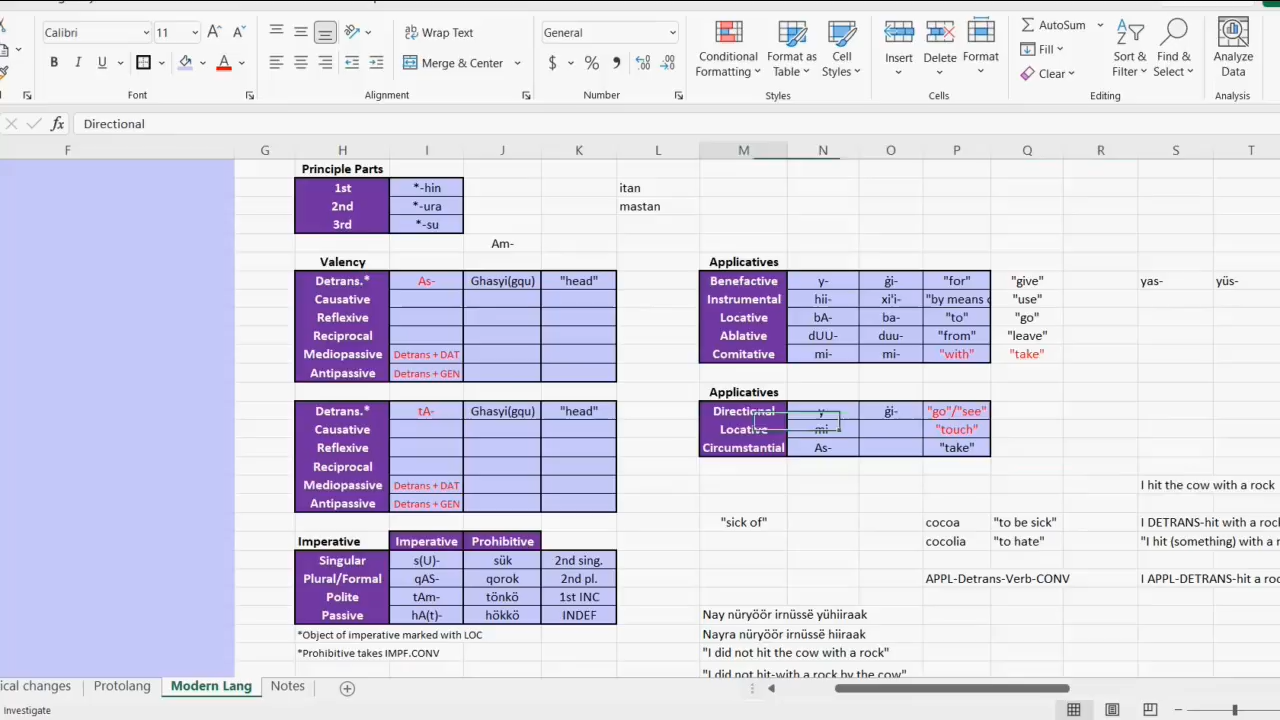 Calibri 11 General
Wrap Text
AutoSum
Fill
Clear
B I U A
Merge & Center
$ %
Conditional Formatting
Format as Table
Cell Styles
Insert Delete Format
Sort & Filter
Find & Select
Analyze Data
Font Alignment Number Styles Cells Editing Analysis
fx Directional
F G H I J K L M N O P Q R S T
Principle Parts
1st *-hin itan
2nd *-ura mastan
3rd *-su
Am-
Valency Applicatives
Detrans.* As- Ghasyi(gqu) "head" Benefactive y- ġi- "for" "give" yas- yüs-
Causative Instrumental hii- xi'i- "by means "use"
Reflexive Locative bA- ba- "to" "go"
Reciprocal Ablative dUU- duu- "from" "leave"
Mediopassive Detrans + DAT Comitative mi- mi- "with" "take"
Antipassive Detrans + GEN
Applicatives
Detrans.* tA- Ghasyi(gqu) "head" Directional y- ġi- "go"/"see"
Causative Locative mi- "touch"
Reflexive Circumstantial As- "take"
Reciprocal
Mediopassive Detrans + DAT I hit the cow with a rock
Antipassive Detrans + GEN
"sick of" cocoa "to be sick" I DETRANS-hit with a
Imperative Imperative Prohibitive cocolia "to hate" "I hit (something) with a
Singular s(U)- sük 2nd sing.
Plural/Formal qAS- qorok 2nd pl. APPL-Detrans-Verb-CONV I APPL-DETRANS-hit a
Polite tAm- tönkö 1st INC
Passive hA(t)- hökkö INDEF Nay nüryöör irnüssë yühiiraak
*Object of imperative marked with LOC Nayra nüryöör irnüssë hiiraak
*Prohibitive takes IMPF.CONV "I did not hit the cow with a rock"
"I did not hit-with a rock by the cow"
ical changes Protolang Modern Lang Notes
Investigate